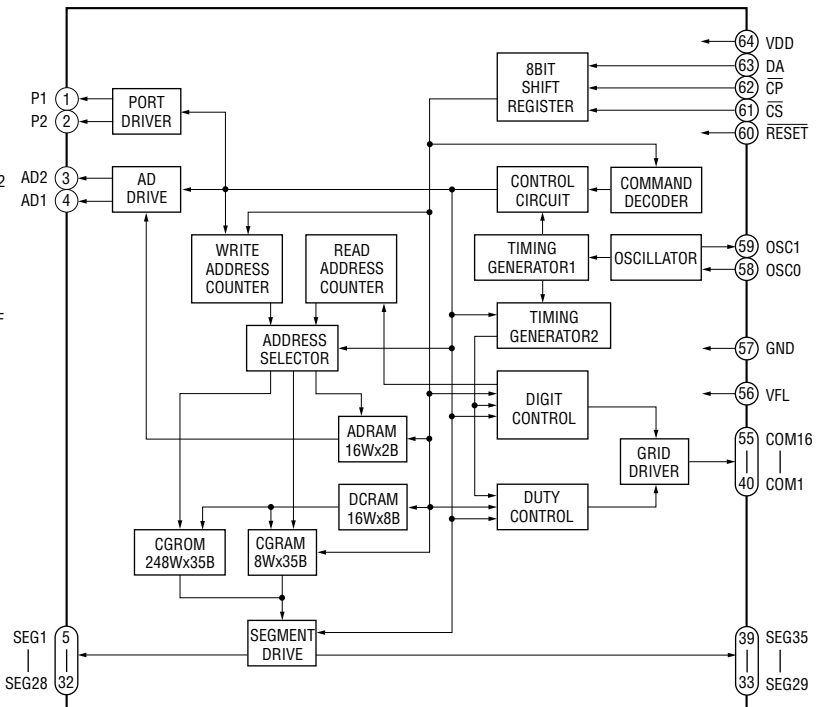 64 VDD
63 DA
62 CP
61 CS
60 RESET
8BIT
SHIFT
REGISTER
P1 1
P2 2
PORT
DRIVER
2
AD2 3
AD1 4
AD
DRIVE
CONTROL
CIRCUIT
COMMAND
DECODER
WRITE
ADDRESS
COUNTER
READ
ADDRESS
COUNTER
TIMING
GENERATOR1
OSCILLATOR
59 OSC1
58 OSC0
F
TIMING
GENERATOR2
ADDRESS
SELECTOR
57 GND
56 VFL
DIGIT
CONTROL
ADRAM
16Wx2B
GRID
DRIVER
55 COM16
40 COM1
DCRAM
16Wx8B
DUTY
CONTROL
CGROM
248Wx35B
CGRAM
8Wx35B
SEGMENT
DRIVE
SEG1 5
SEG28 32
39 SEG35
33 SEG29